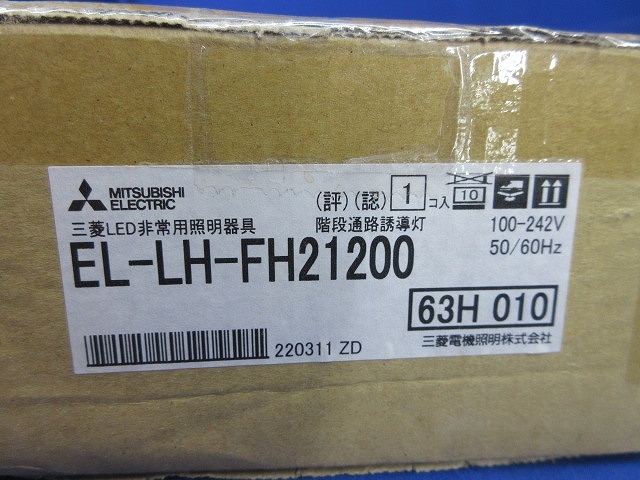 MITSUBISHI
ELECTRIC
(評)(認) 1 コ入 10
三菱LED非常用照明器具
階段通路誘導灯
100-242V
50/60Hz
EL-LH-FH21200
63H 010
220311 ZD
三菱電機照明株式会社